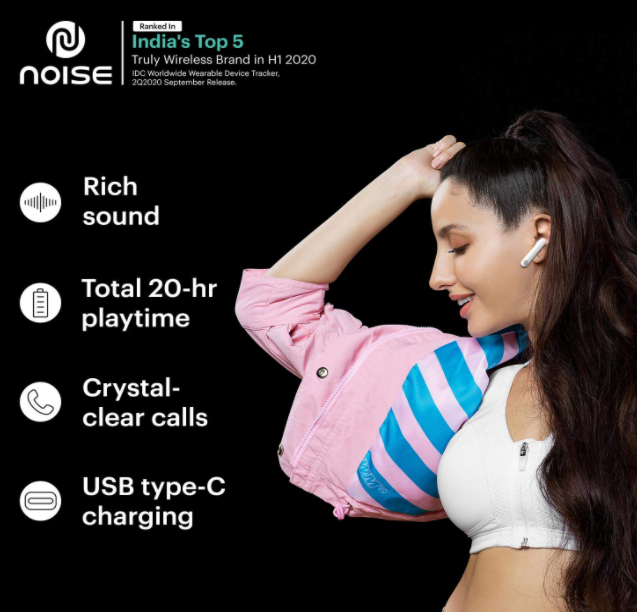 Ranked In
India's Top 5
Truly Wireless Brand in H1 2020
IDC Worldwide Wearable Device Tracker,
2Q2020 September Release.
NOISE
Rich
sound
Total 20-hr
playtime
Crystal-
clear calls
USB type-C
charging